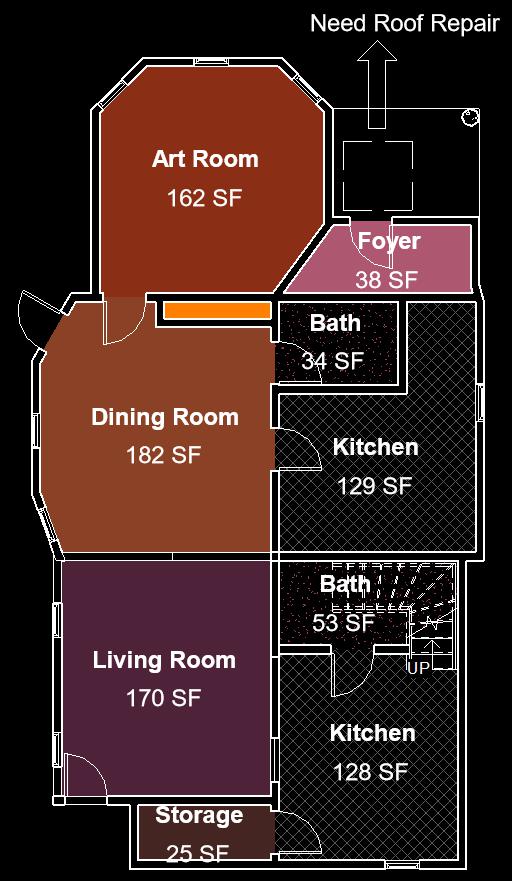 Need Roof Repair
Art Room
162 SF
Foyer
38 SF
Bath
34 SF
Dining Room
182 SF
Kitchen
129 SF
Bath
53 SF
Living Room
170 SF
UP
Kitchen
128 SF
Storage
25 SF